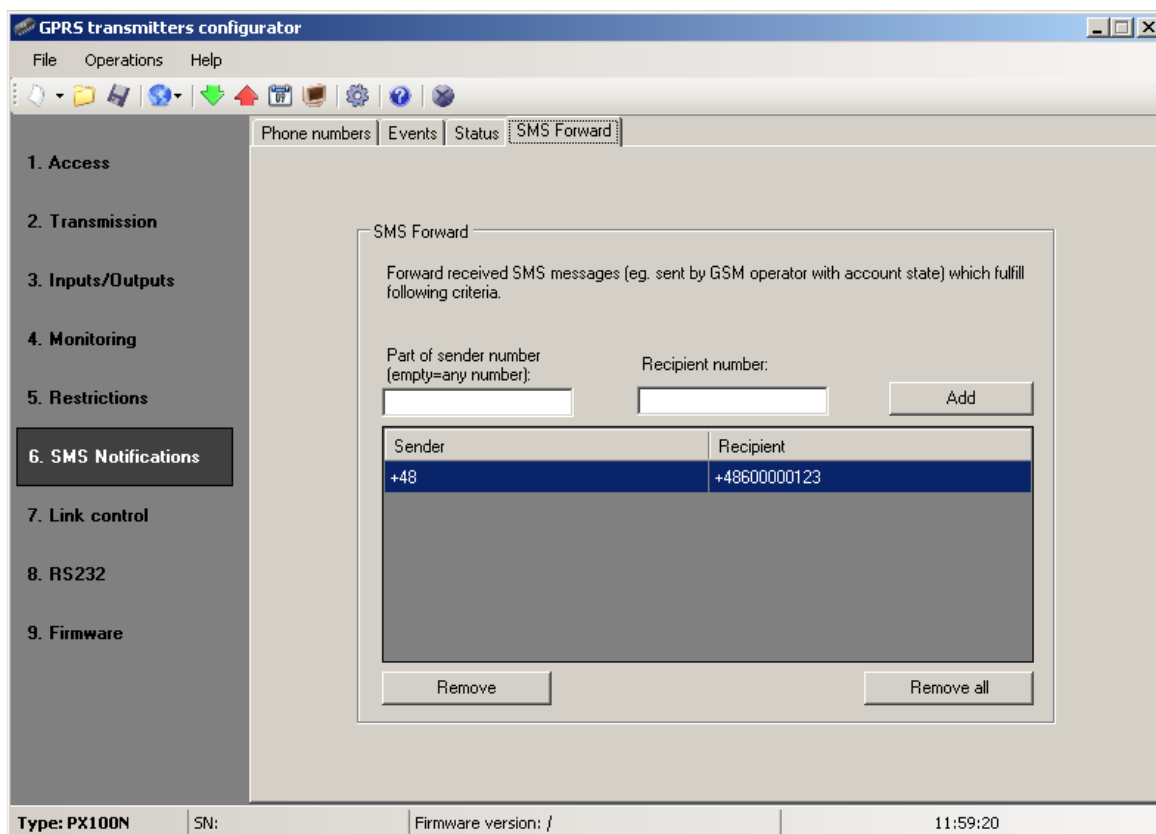 GPRS transmitters configurator
File Operations Help
Phone numbers Events Status SMS Forward
1. Access
2. Transmission
3. Inputs/Outputs
4. Monitoring
5. Restrictions
6. SMS Notifications
7. Link control
8. RS232
9. Firmware
SMS Forward
Forward received SMS messages (eg. sent by GSM operator with account state) which fulfill
following criteria.
Part of sender number
(empty=any number):
Recipient number:
Add
Sender Recipient
+48 +48600000123
Remove Remove all
Type: PX100N SN: Firmware version: / 11:59:20